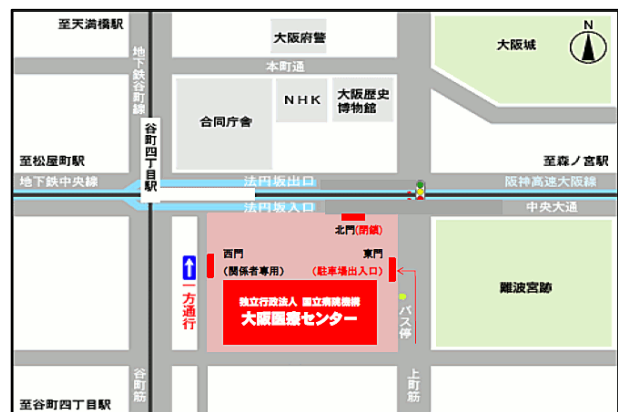 至天満橋駅
地下鉄谷町線
大阪府警
本町通
大阪城
N
NHK
大阪歴史
博物館
合同庁舎
谷町四丁目駅
至松屋町駅
至森ノ宮駅
地下鉄中央線
法円坂出口
阪神高速大阪線
法円坂入口
中央大通
北門(閉鎖)
西門
(関係者専用)
東門
(駐車場出入口)
一方通行
独立行政法人 国立病院機構
大阪医療センター
バス停
難波宮跡
谷町筋
上町筋
至谷町四丁目駅